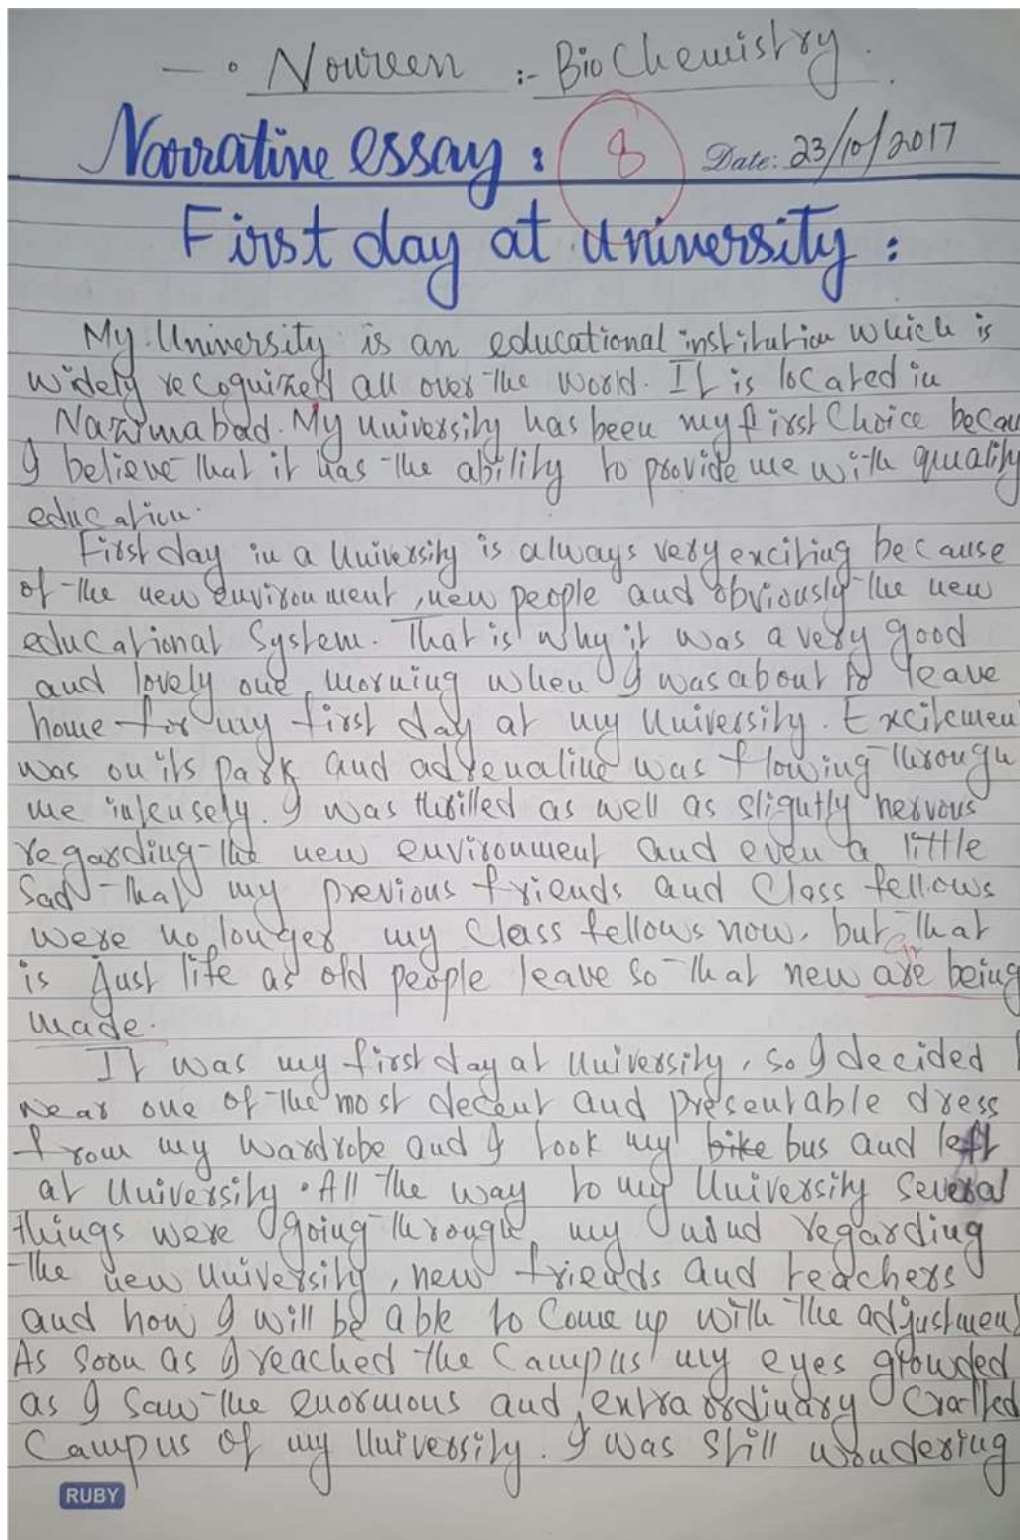 Noureen :- BioChemistry.
Narrative essay : 8 Date: 23/10/2017
First day at University :
My University is an educational institution which is
widely recoguized all over the world. It is located in
Nazimabad. My university has been my first Choice becau
I believe that it has the ability to provide me with quuality
education.
First day in a University is always very exciting because
of the new environment, new people and obviously the new
educational System. That is why it was a very good
and lovely one morning when I was about to leave
home for my first day at my University. Excitemen
was on its park and adrenaline was flowing through
me intensely. I was thrilled as well as slightly nervous
regarding the new environment and even a little
Sad that my previous friends and Class fellows
were no longer my Class fellows now, but that
is just life as old people leave so that new are being
made.
It was my first day at University, so I decided
wear one of the most decent and presentable dress
from my wardrobe and I took my bike bus and left
at University. All the way to my University Several
things were going through my mind regarding
the new University, new friends and teachers
and how I will be able to Come up with the adjustment
As soon as I reached the Campus my eyes
as I saw the enormous and extraordinary Crafted
Campus of my University. I was still wondering
RUBY